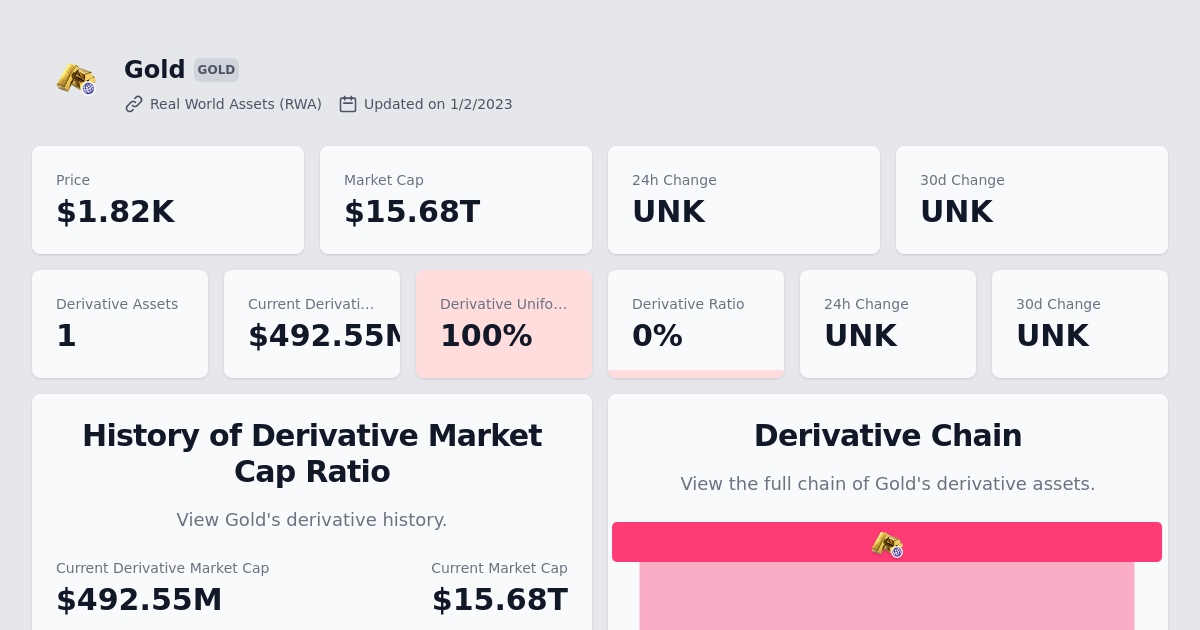 Gold GOLD
Real World Assets (RWA) Updated on 1/2/2023
Price
$1.82K
Market Cap
$15.68T
24h Change
UNK
30d Change
UNK
Derivative Assets
1
Current Derivati...
$492.55M
Derivative Unifo...
100%
Derivative Ratio
0%
24h Change
UNK
30d Change
UNK
History of Derivative Market
Cap Ratio
View Gold's derivative history.
Current Derivative Market Cap
$492.55M
Current Market Cap
$15.68T
Derivative Chain
View the full chain of Gold's derivative assets.